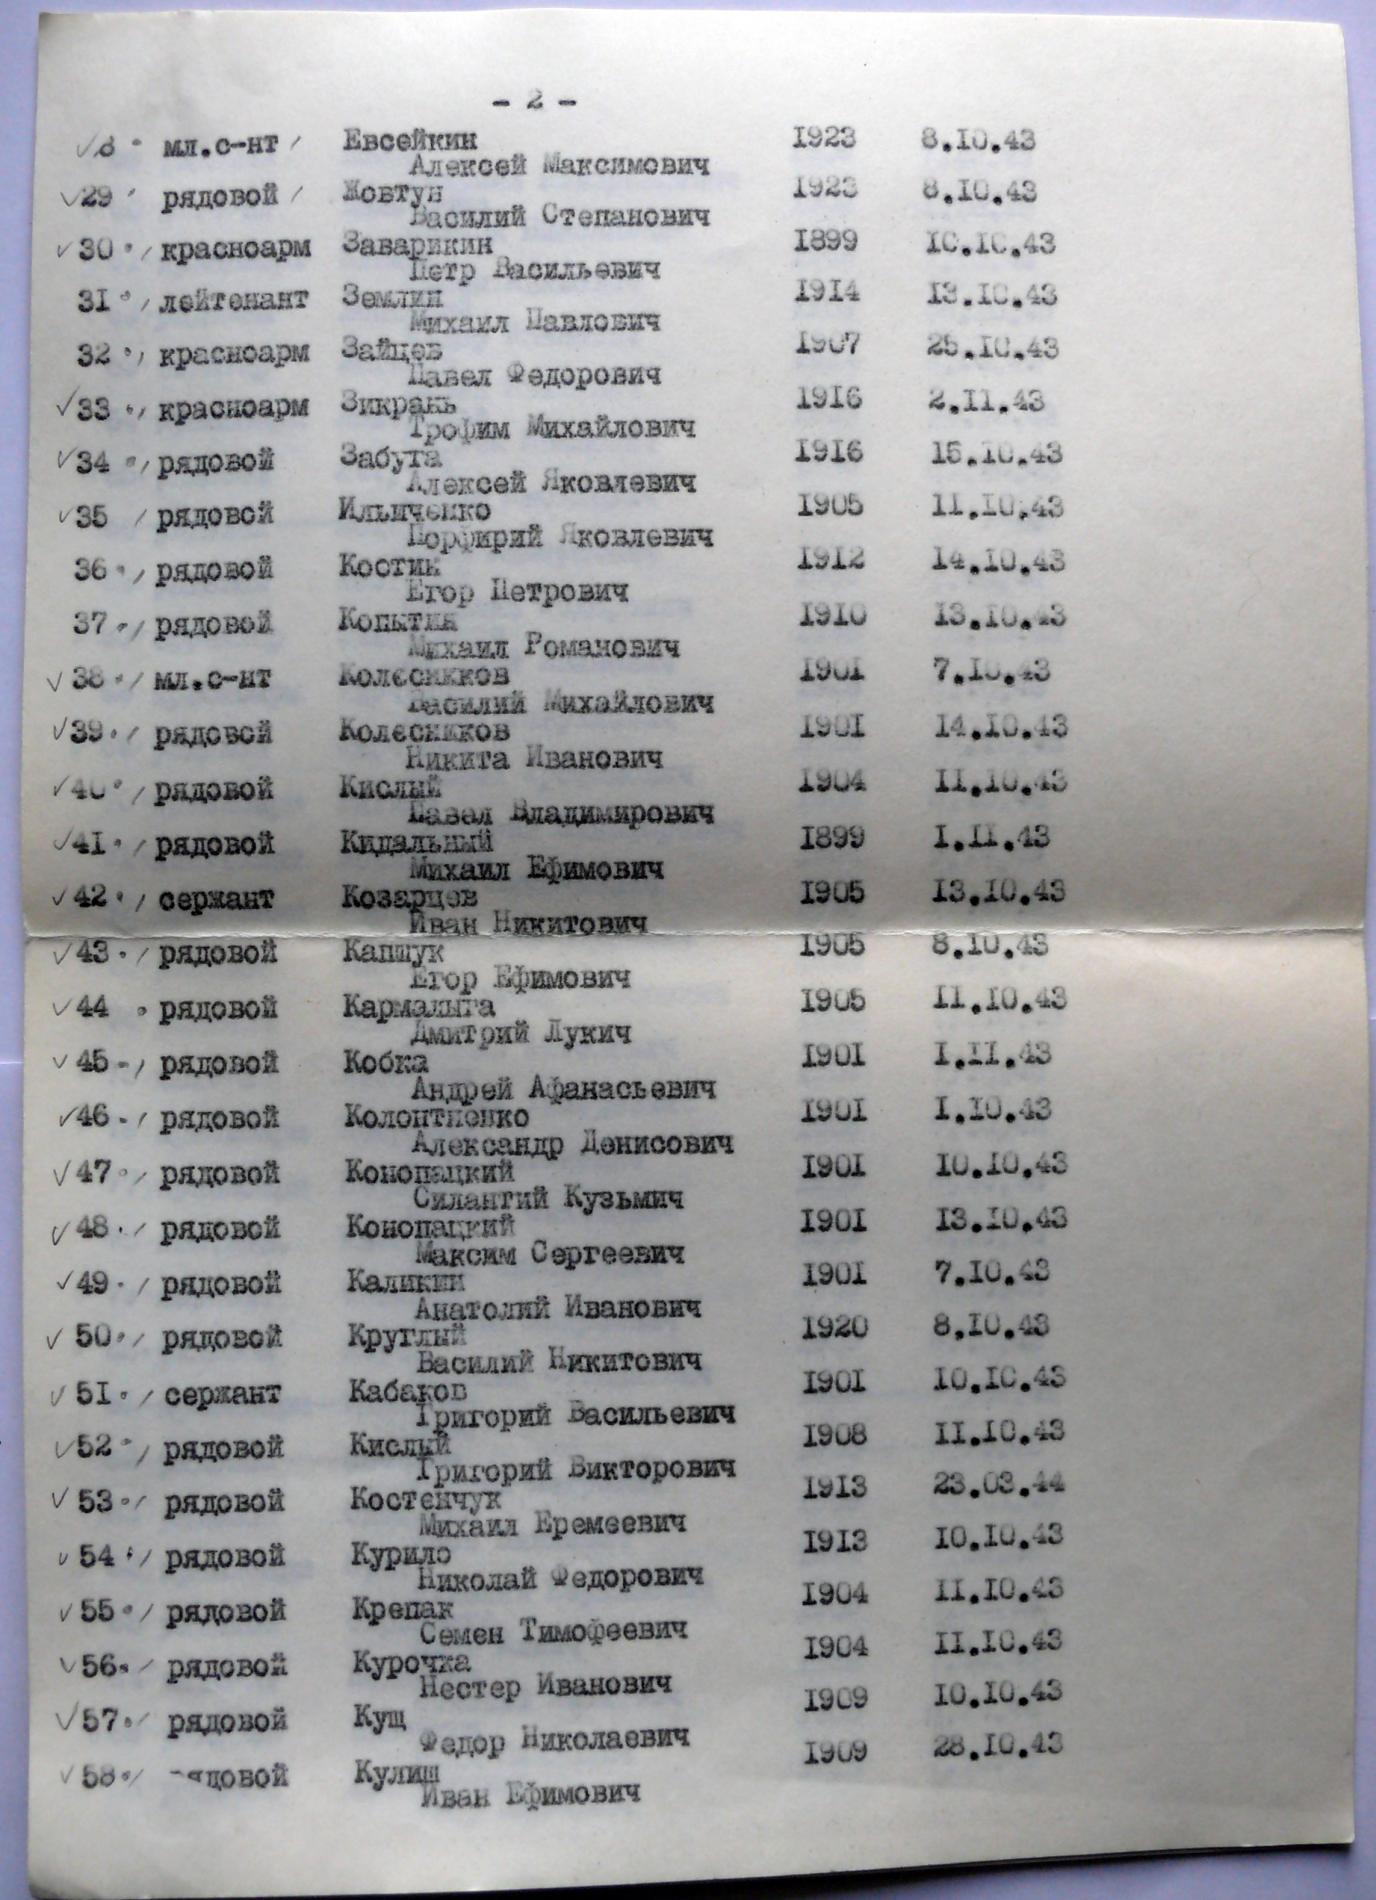 - 2 -
8 мл.с-нт Евсейкин 1923 8.10.43
Алексей Максимович
29 рядовой Жовтун 1923 8.10.43
Василий Степанович
30 красноарм Заварикин 1899 10.10.43
Петр Васильевич
31 лейтенант Землин 1914 13.10.43
Михаил Павлович
32 красноарм Зайцев 1907 25.10.43
Павел Федорович
33 красноарм Зикрань 1916 2.11.43
Трофим Михайлович
34 рядовой Забута 1916 15.10.43
Алексей Яковлевич
35 рядовой Ильиченко 1905 11.10.43
Порфирий Яковлевич
36 рядовой Костин 1912 14.10.43
Егор Петрович
37 рядовой Копытин 1910 13.10.43
Михаил Романович
38 мл.с-нт Колесников 1901 7.10.43
Василий Михайлович
39 рядовой Колесников 1901 14.10.43
Никита Иванович
40 рядовой Кислый 1904 11.10.43
Павел Владимирович
41 рядовой Кидальный 1899 1.11.43
Михаил Ефимович
42 сержант Козарцев 1905 13.10.43
Иван Никитович
43 рядовой Капшук 1905 8.10.43
Егор Ефимович
44 рядовой Кармалыга 1905 11.10.43
Дмитрий Лукич
45 рядовой Кобка 1901 1.11.43
Андрей Афанасьевич
46 рядовой 1901 1.10.43
Александр Денисович
47 рядовой Конопацкий 1901 10.10.43
Силантий Кузьмич
48 рядовой Конопацкий 1901 13.10.43
Максим Сергеевич
49 рядовой Каликин 1901 7.10.43
Анатолий Иванович
50 рядовой Круглый 1920 8.10.43
Василий Никитович
51 сержант Кабаков 1901 10.10.43
Григорий Васильевич
52 рядовой Кислый 1908 11.10.43
Григорий Викторович
53 рядовой Костенчук 1913 23.03.44
Михаил Еремеевич
54 рядовой Курило 1913 10.10.43
Николай Федорович
55 рядовой Крепак 1904 11.10.43
Семен Тимофеевич
56 рядовой Курочка 1904 11.10.43
Нестер Иванович
57 рядовой Кущ 1909 10.10.43
Федор Николаевич
58 рядовой Кулиш 1909 28.10.43
Иван Ефимович